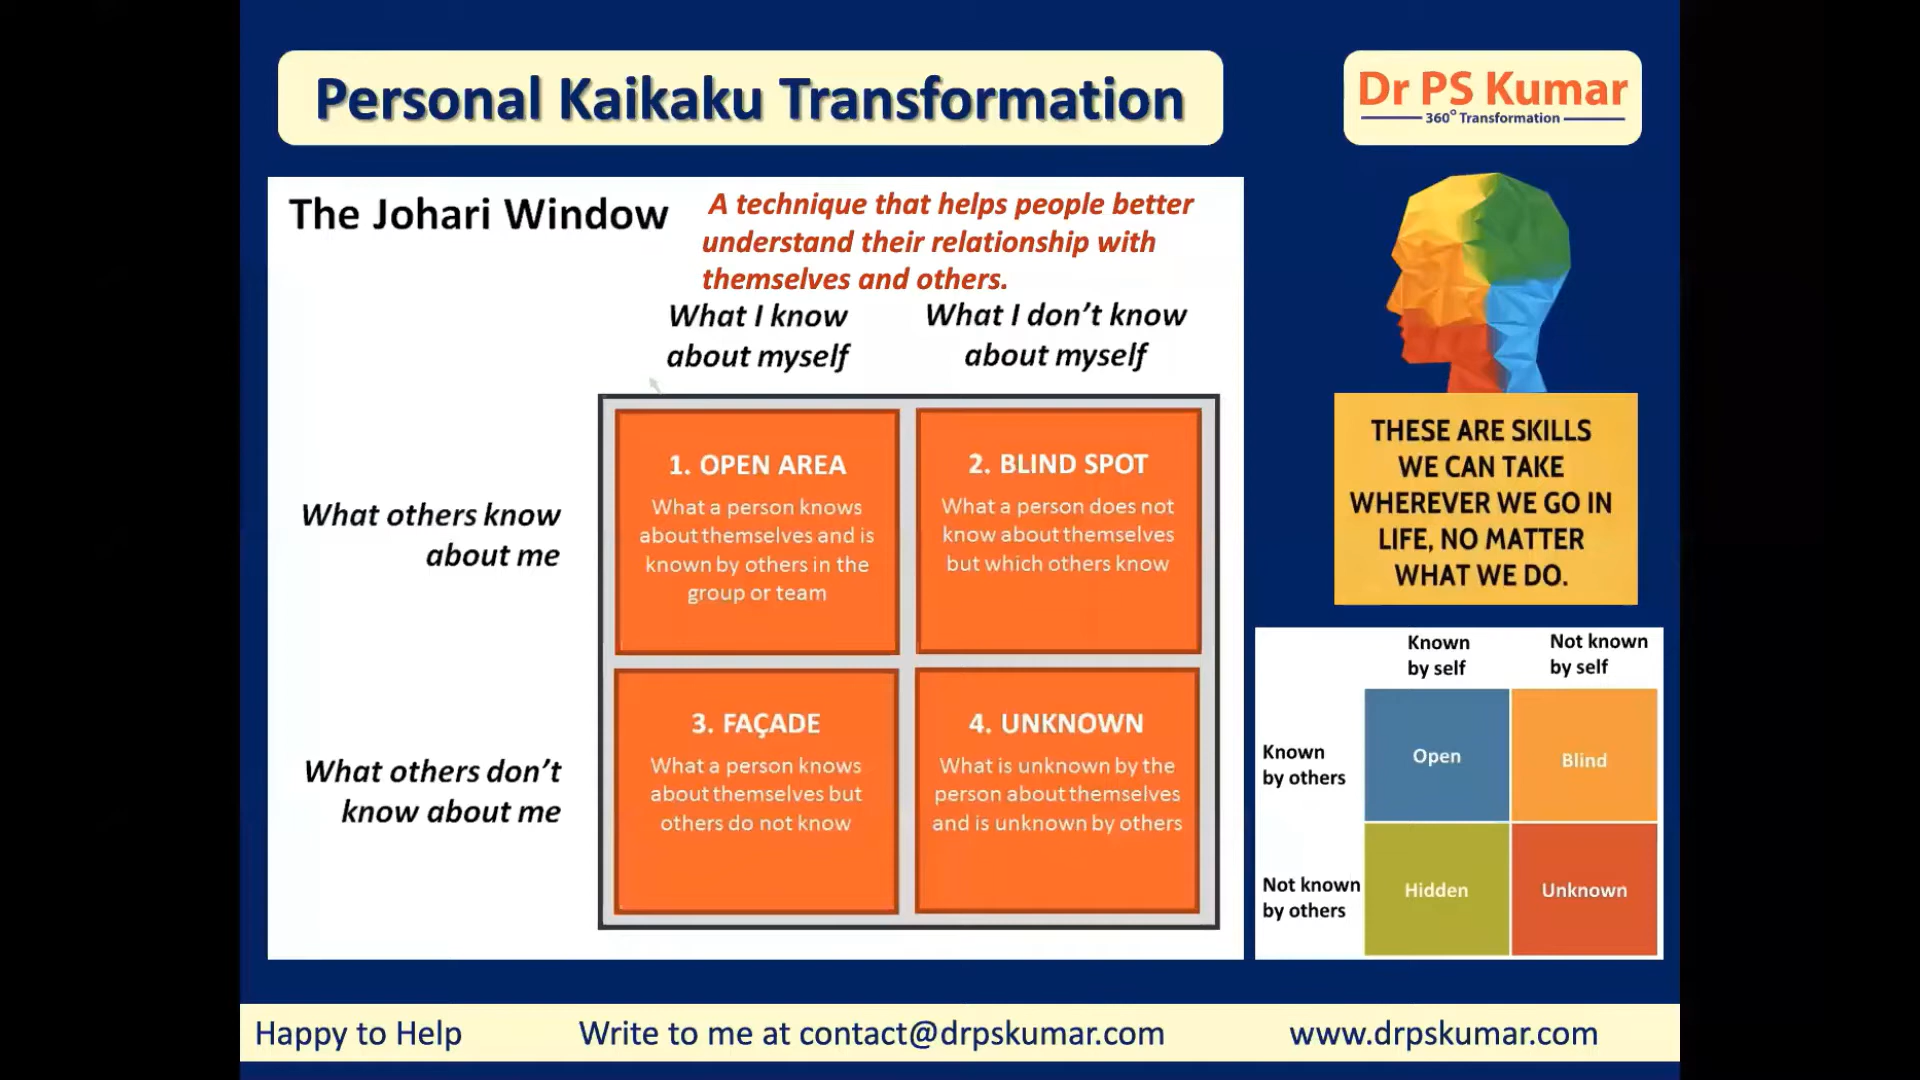 Personal Kaikaku Transformation
Dr PS Kumar
360° Transformation
The Johari Window
A technique that helps people better
understand their relationship with
themselves and others.
What I know
about myself
What I don't know
about myself
What others know
about me
1. OPEN AREA
What a person knows
about themselves and is
known by others in the
group or team
2. BLIND SPOT
What a person does not
know about themselves
but which others know
What others don't
know about me
3. FAÇADE
What a person knows
about themselves but
others do not know
4. UNKNOWN
What is unknown by the
person about themselves
and is unknown by others
THESE ARE SKILLS
WE CAN TAKE
WHEREVER WE GO IN
LIFE, NO MATTER
WHAT WE DO.
Known
by self
Not known
by self
Known
by others
Open
Blind
Not known
by others
Hidden
Unknown
Happy to Help
Write to me at contact@drpskumar.com
www.drpskumar.com